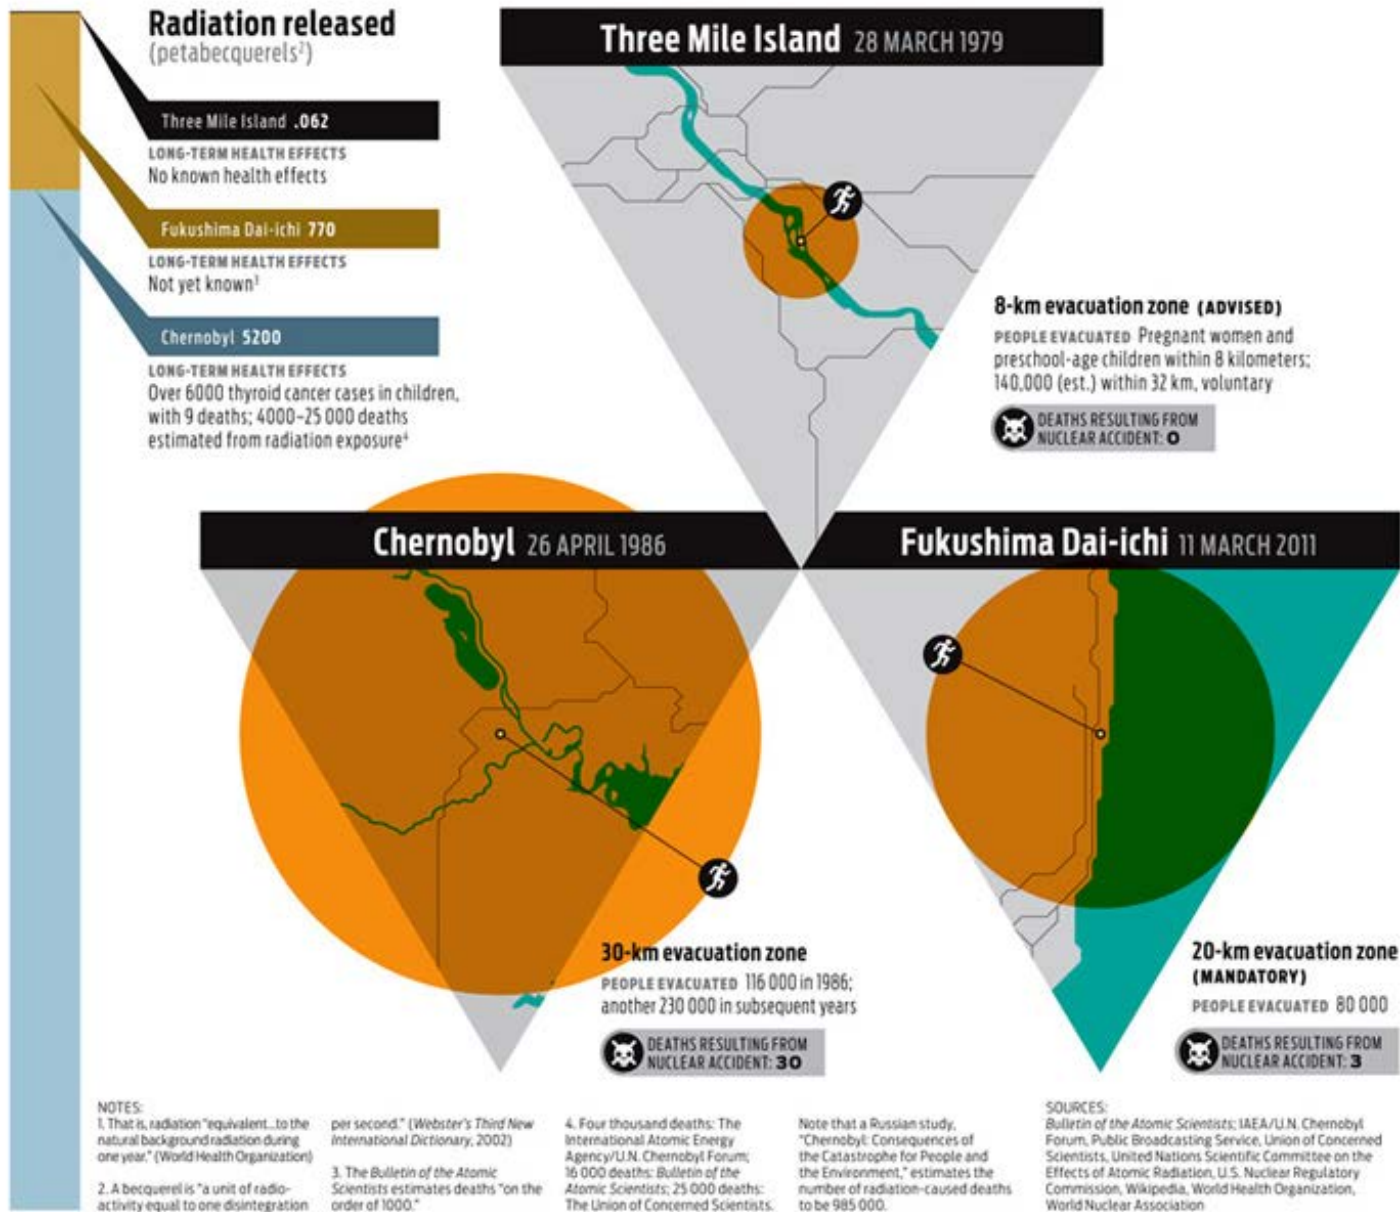 Radiation released
(petabecquerels²)
Three Mile Island .062
LONG-TERM HEALTH EFFECTS
No known health effects
Fukushima Dai-ichi 770
LONG-TERM HEALTH EFFECTS
Not yet known³
Chernobyl 5200
LONG-TERM HEALTH EFFECTS
Over 6000 thyroid cancer cases in children,
with 9 deaths; 4000–25 000 deaths
estimated from radiation exposure⁴
Three Mile Island 28 MARCH 1979
8-km evacuation zone (ADVISED)
PEOPLE EVACUATED Pregnant women and
preschool-age children within 8 kilometers;
140,000 (est.) within 32 km, voluntary
DEATHS RESULTING FROM
NUCLEAR ACCIDENT: 0
Chernobyl 26 APRIL 1986
30-km evacuation zone
PEOPLE EVACUATED 116 000 in 1986;
another 230 000 in subsequent years
DEATHS RESULTING FROM
NUCLEAR ACCIDENT: 30
Fukushima Dai-ichi 11 MARCH 2011
20-km evacuation zone
(MANDATORY)
PEOPLE EVACUATED 80 000
DEATHS RESULTING FROM
NUCLEAR ACCIDENT: 3
NOTES:
1. That is, radiation "equivalent...to the
natural background radiation during
one year." (World Health Organization)
2. A becquerel is "a unit of radio-
activity equal to one disintegration
per second." (Webster's Third New
International Dictionary, 2002)
3. The Bulletin of the Atomic
Scientists estimates deaths "on the
order of 1000."
4. Four thousand deaths: The
International Atomic Energy
Agency/U.N. Chernobyl Forum;
16 000 deaths: Bulletin of the
Atomic Scientists; 25 000 deaths:
The Union of Concerned Scientists.
Note that a Russian study,
"Chernobyl: Consequences of
the Catastrophe for People and
the Environment," estimates the
number of radiation-caused deaths
to be 985 000.
SOURCES:
Bulletin of the Atomic Scientists; IAEA/U.N. Chernobyl
Forum, Public Broadcasting Service, Union of Concerned
Scientists, United Nations Scientific Committee on the
Effects of Atomic Radiation, U.S. Nuclear Regulatory
Commission, Wikipedia, World Health Organization,
World Nuclear Association